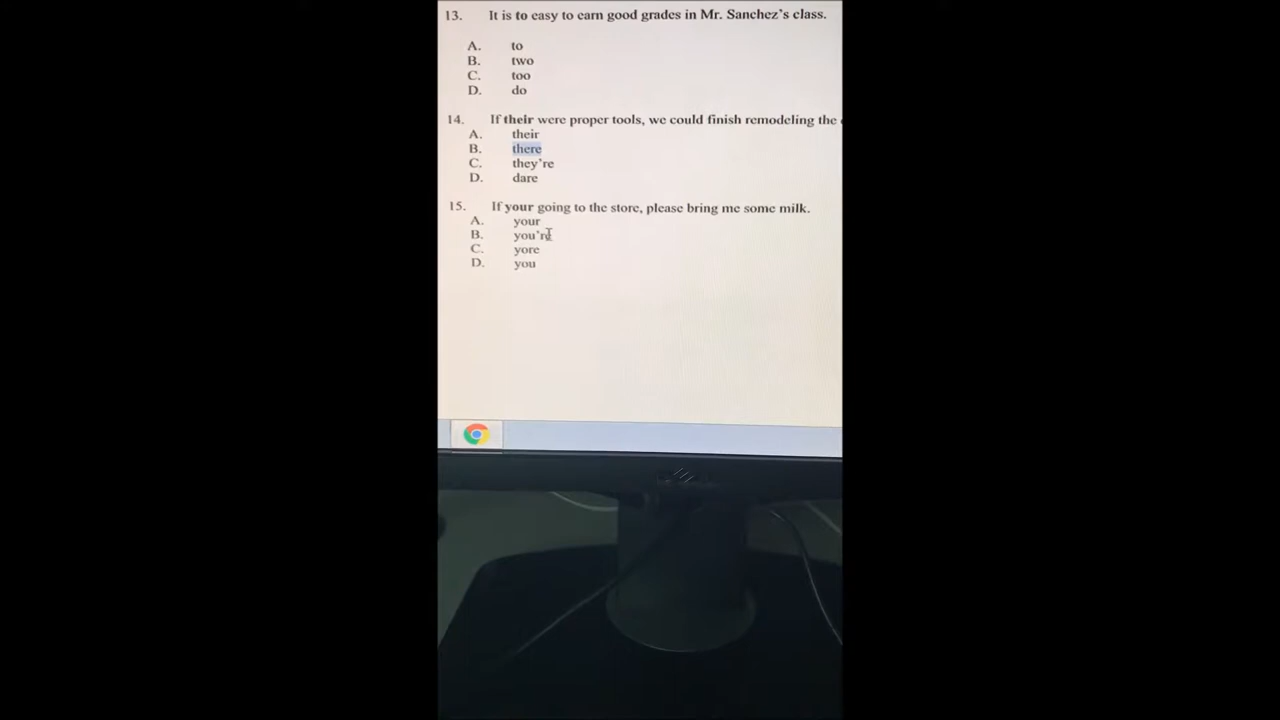 13. It is to easy to earn good grades in Mr. Sanchez's class.
A. to
B. two
C. too
D. do
14. If their were proper tools, we could finish remodeling the
A. their
B. there
C. they're
D. dare
15. If your going to the store, please bring me some milk.
A. your
B. you're
C. yore
D. you